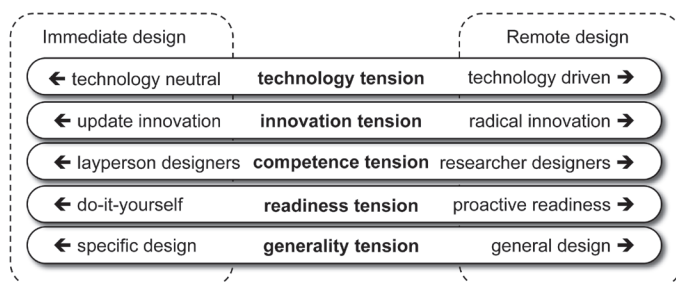 Immediate design Remote design
← technology neutral technology tension technology driven →
← update innovation innovation tension radical innovation →
← layperson designers competence tension researcher designers →
← do-it-yourself readiness tension proactive readiness →
← specific design generality tension general design →